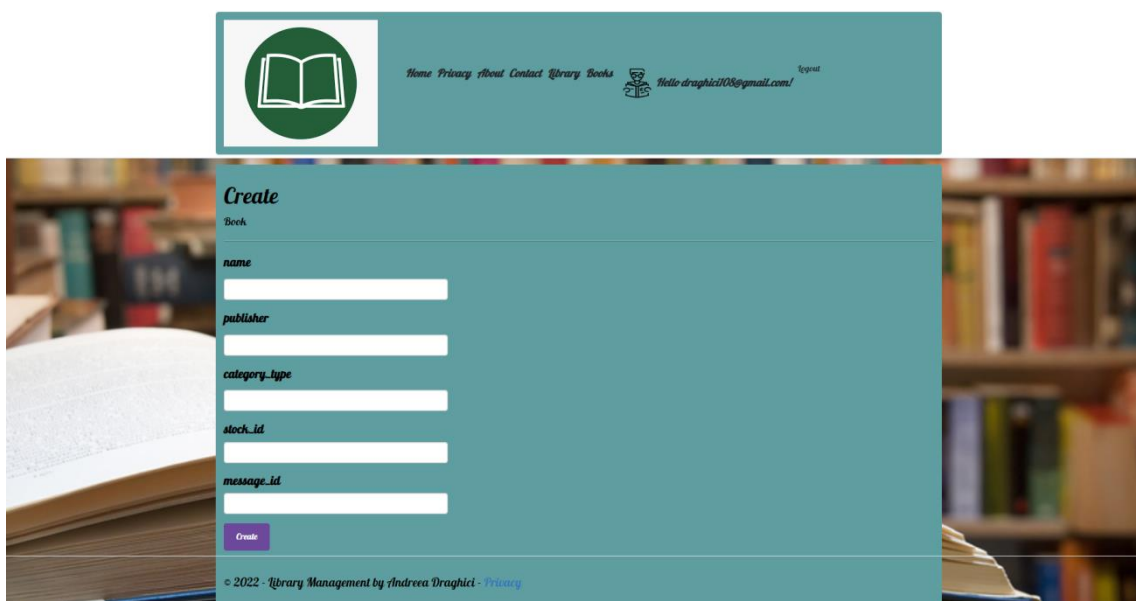 Home Privacy About Contact Library Books Hello draghici108@gmail.com! Logout
Create
Book
name
publisher
category_type
stock_id
message_id
Create
© 2022 - Library Management by Andreea Draghici - Privacy